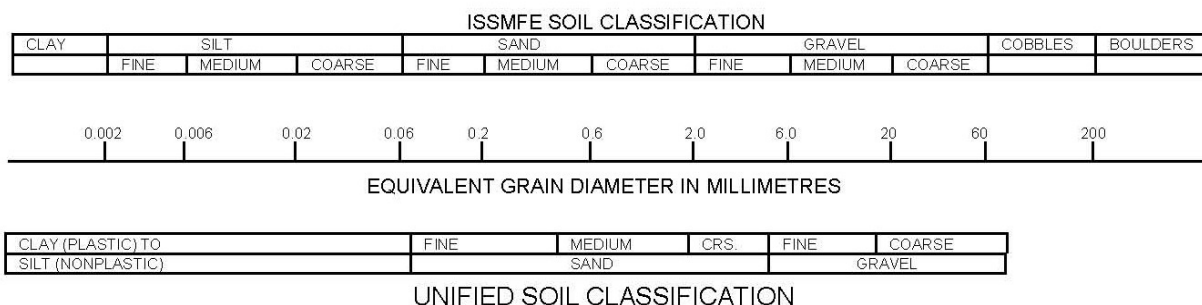 ISSMFE SOIL CLASSIFICATION
CLAY SILT SAND GRAVEL COBBLES BOULDERS
FINE MEDIUM COARSE FINE MEDIUM COARSE FINE MEDIUM COARSE
0.002 0.006 0.02 0.06 0.2 0.6 2.0 6.0 20 60 200
EQUIVALENT GRAIN DIAMETER IN MILLIMETRES
CLAY (PLASTIC) TO FINE MEDIUM CRS. FINE COARSE
SILT (NONPLASTIC) SAND GRAVEL
UNIFIED SOIL CLASSIFICATION